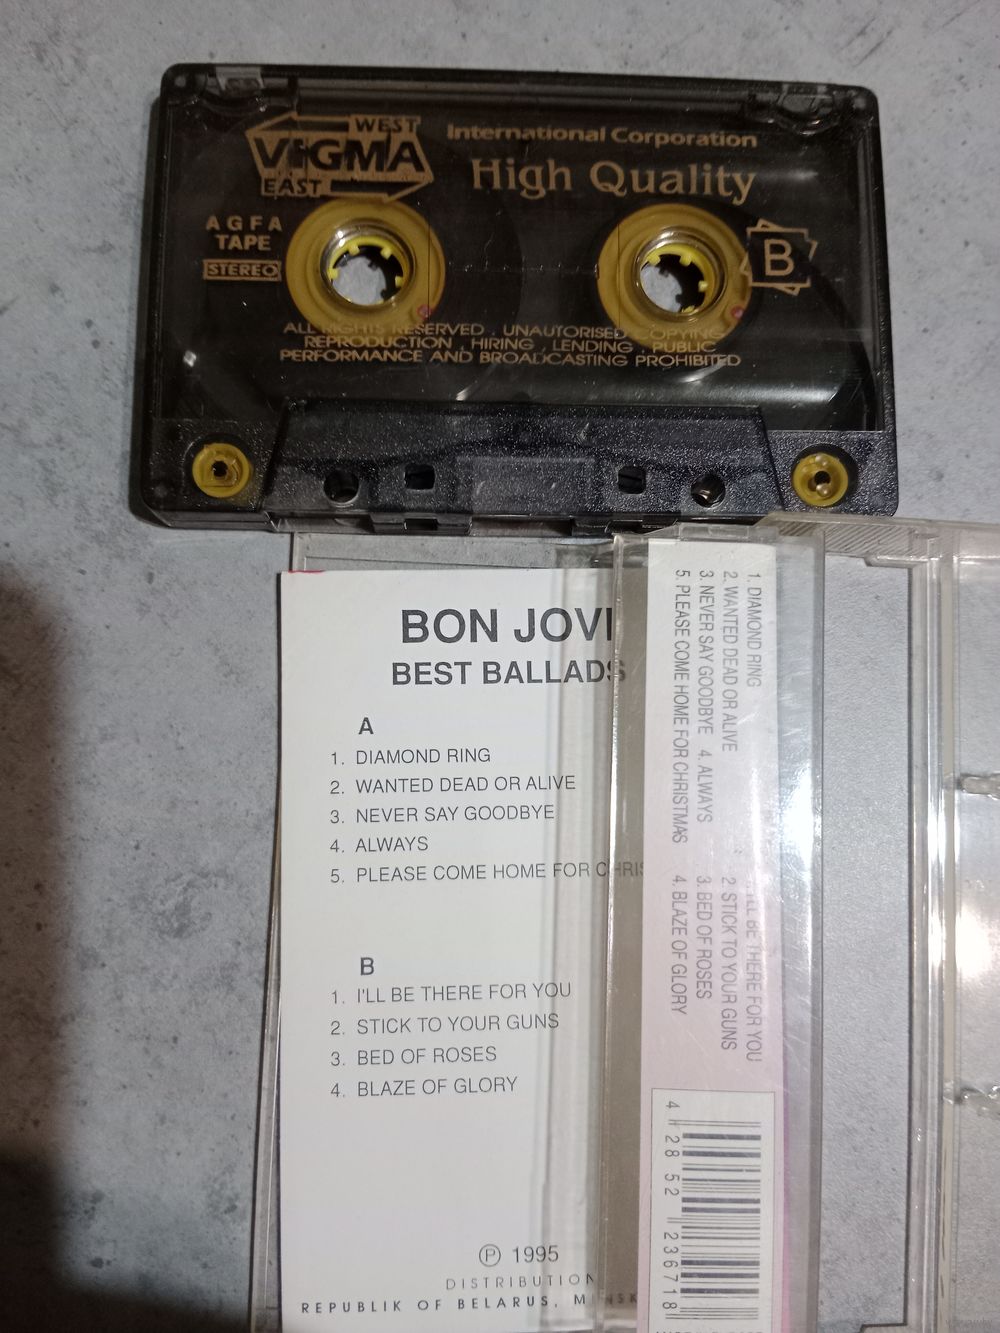 WEST
VIGMA
EAST
International Corporation
High Quality
AGFA
TAPE
STEREO
B
ALL RIGHTS RESERVED . UNAUTORISED COPYING
REPRODUCTION , HIRING , LENDING , PUBLIC
PERFORMANCE AND BROADCASTING PROHIBITED
BON JOVI
BEST BALLADS
A
1. DIAMOND RING
2. WANTED DEAD OR ALIVE
3. NEVER SAY GOODBYE
4. ALWAYS
5. PLEASE COME HOME FOR CHRIS
B
1. I'LL BE THERE FOR YOU
2. STICK TO YOUR GUNS
3. BED OF ROSES
4. BLAZE OF GLORY
℗ 1995
DISTRIBUTION
REPUBLIK OF BELARUS, MINSK
1. DIAMOND RING
2. WANTED DEAD OR ALIVE
3. NEVER SAY GOODBYE 4. ALWAYS
5. PLEASE COME HOME FOR CHRISTMAS
I'LL BE THERE FOR YOU
2. STICK TO YOUR GUNS
3. BED OF ROSES
4. BLAZE OF GLORY
4 28 52 236718